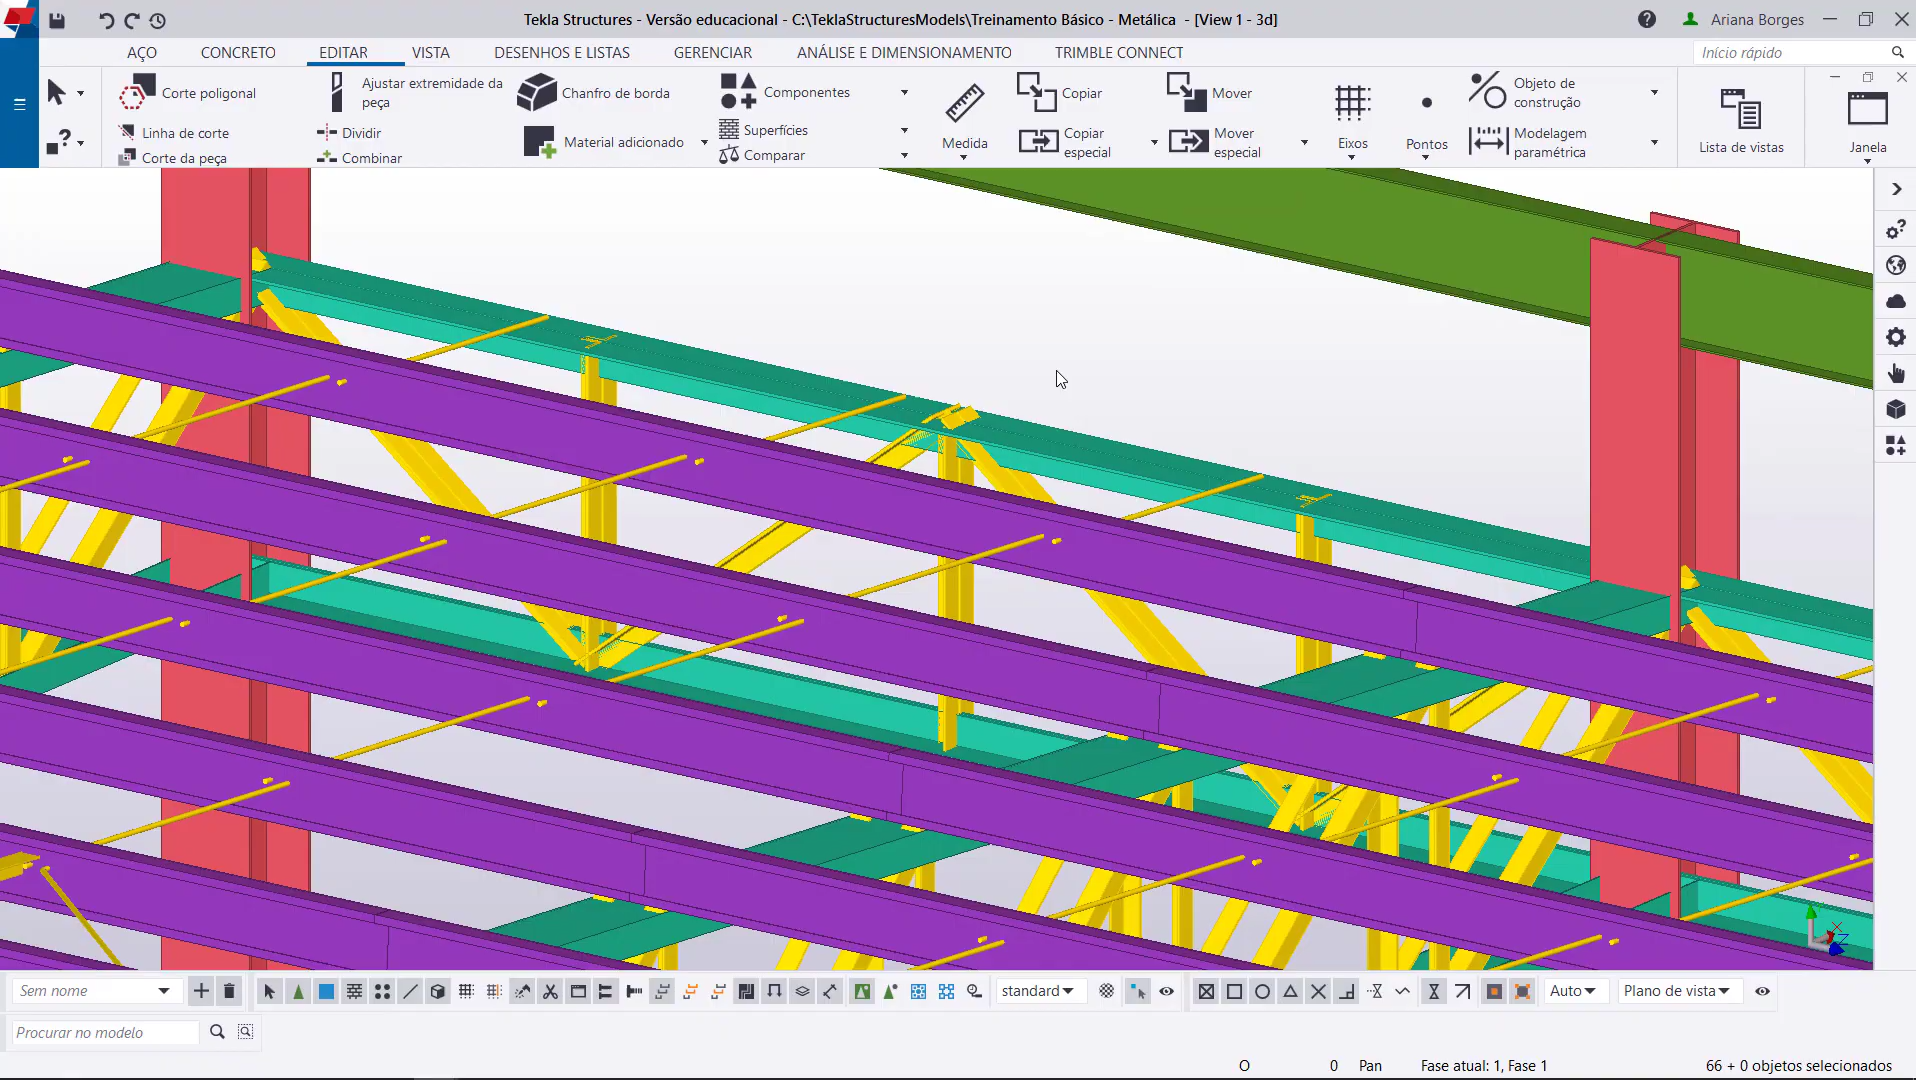 Tekla Structures - Versão educacional - C:\TeklaStructuresModels\Treinamento Básico - Metálica - [View 1 - 3d]
Ariana Borges
AÇO CONCRETO EDITAR VISTA DESENHOS E LISTAS GERENCIAR ANÁLISE E DIMENSIONAMENTO TRIMBLE CONNECT
Início rápido
Corte poligonal
Linha de corte
Corte da peça
Ajustar extremidade da
peça
Dividir
Combinar
Chanfro de borda
Material adicionado
Componentes
Superfícies
Comparar
Medida
Copiar
Copiar
especial
Mover
Mover
especial
Eixos
Pontos
Objeto de
construção
Modelagem
paramétrica
Lista de vistas
Janela
X
Z
Sem nome
standard
Auto
Plano de vista
Procurar no modelo
O 0 Pan Fase atual: 1, Fase 1 66 + 0 objetos selecionados